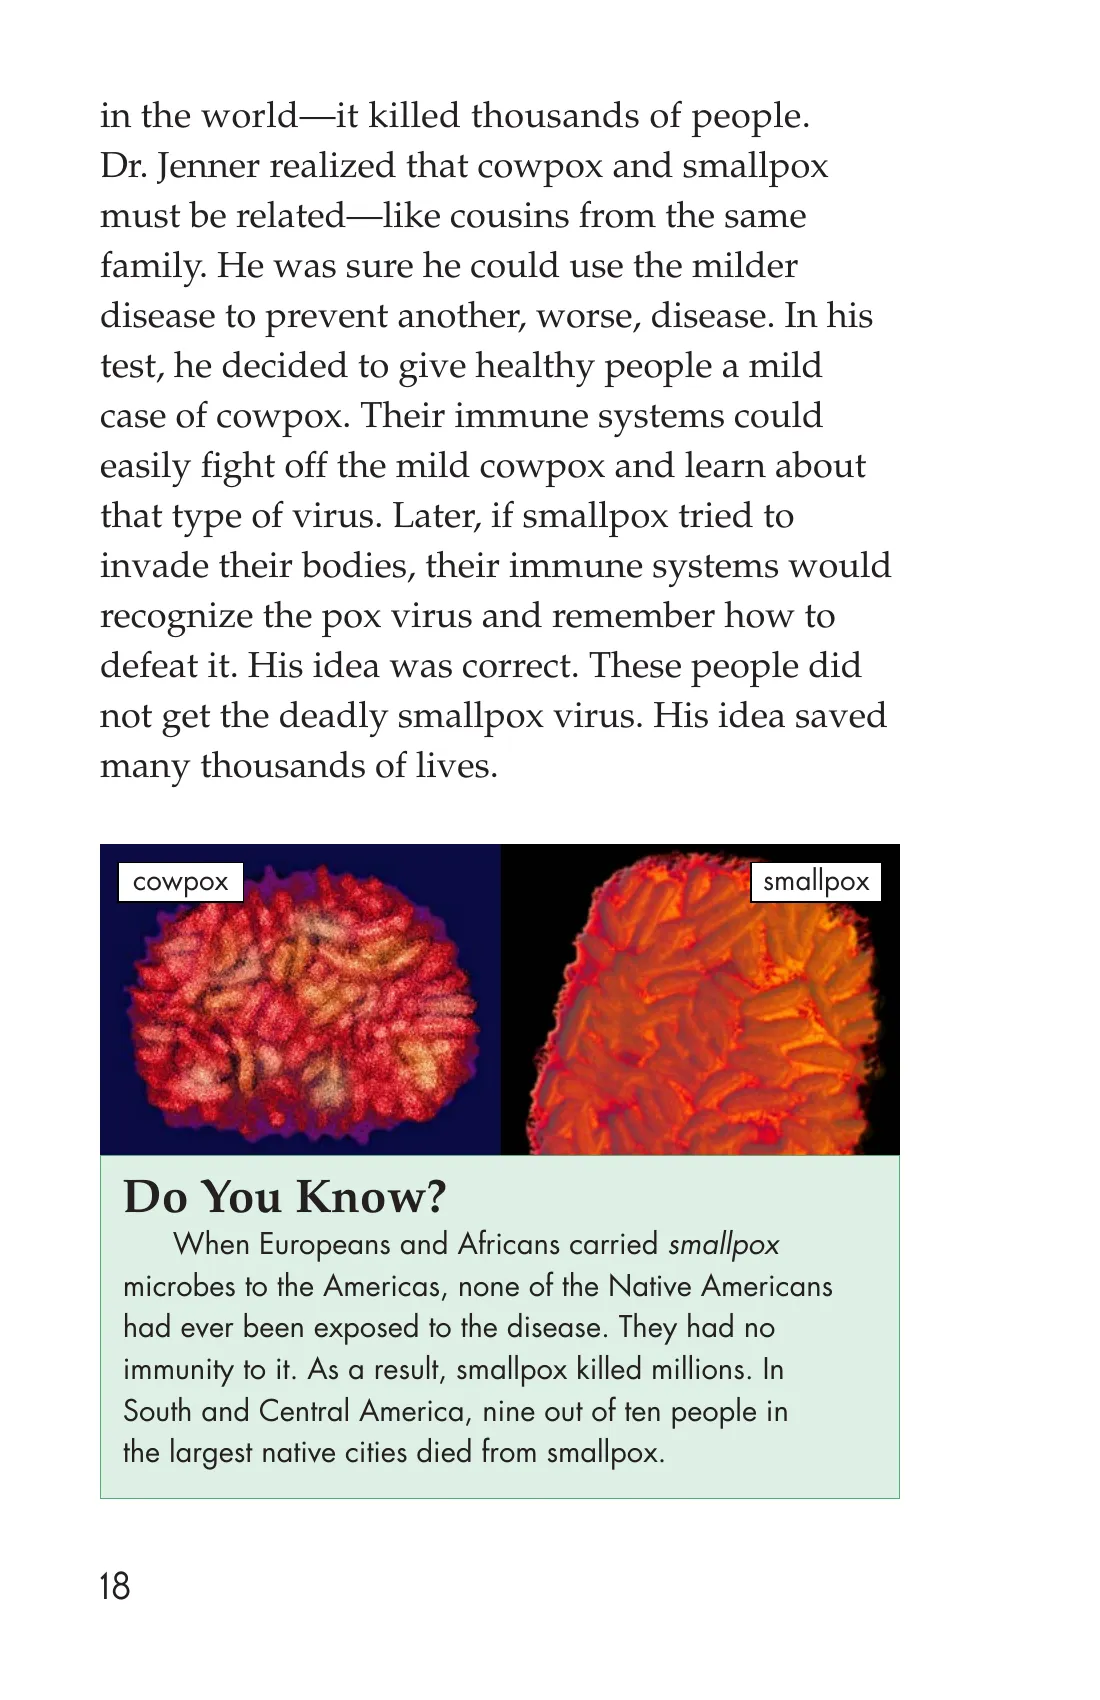 in the world—it killed thousands of people.
Dr. Jenner realized that cowpox and smallpox
must be related—like cousins from the same
family. He was sure he could use the milder
disease to prevent another, worse, disease. In his
test, he decided to give healthy people a mild
case of cowpox. Their immune systems could
easily fight off the mild cowpox and learn about
that type of virus. Later, if smallpox tried to
invade their bodies, their immune systems would
recognize the pox virus and remember how to
defeat it. His idea was correct. These people did
not get the deadly smallpox virus. His idea saved
many thousands of lives.
cowpox
smallpox
Do You Know?
When Europeans and Africans carried smallpox
microbes to the Americas, none of the Native Americans
had ever been exposed to the disease. They had no
immunity to it. As a result, smallpox killed millions. In
South and Central America, nine out of ten people in
the largest native cities died from smallpox.
18